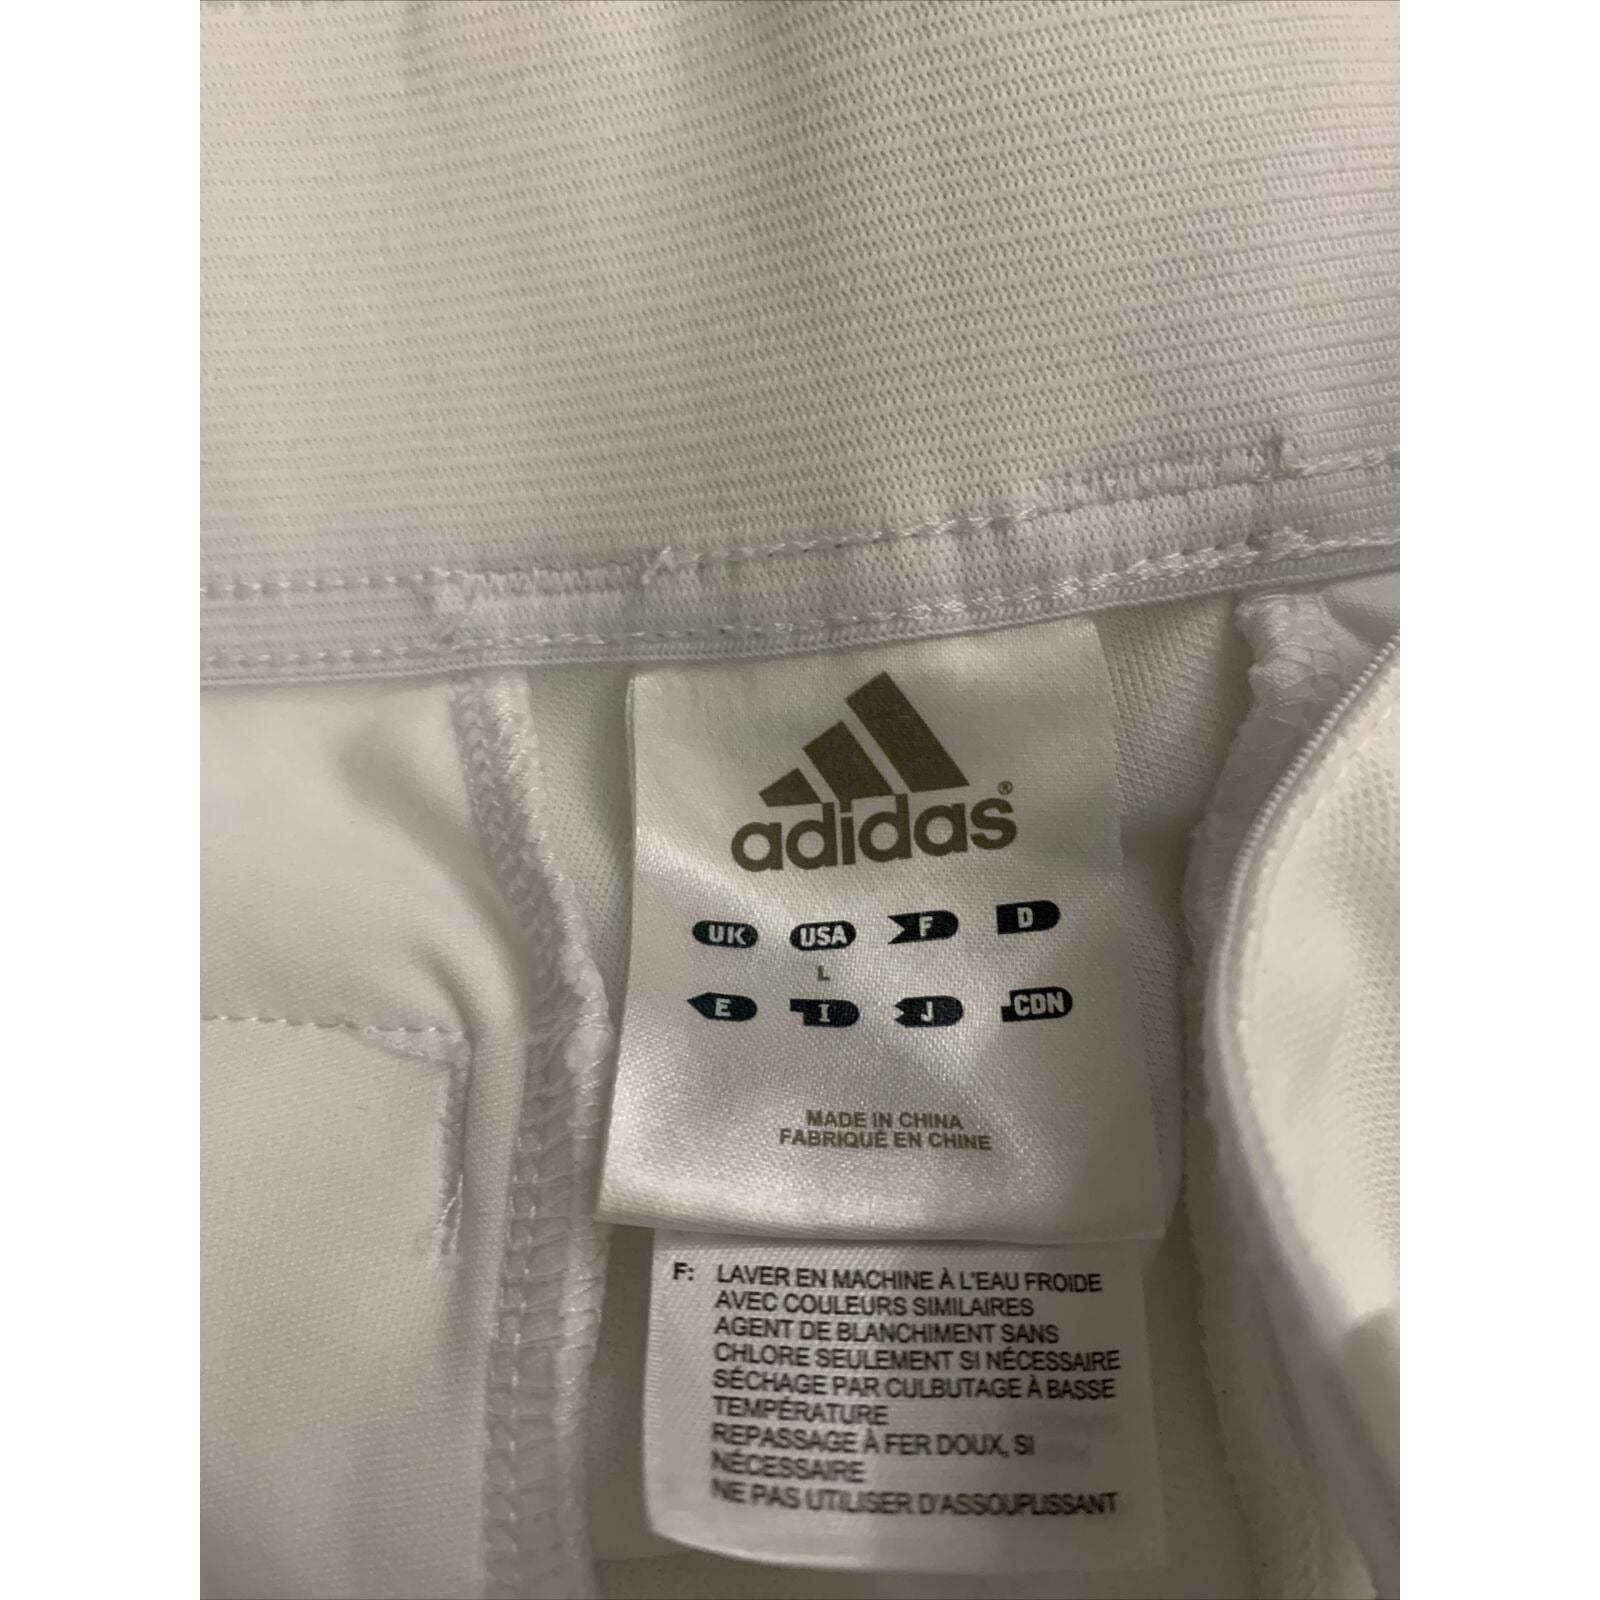 adidas®
UK USA F D
L
E I J CDN
MADE IN CHINA
FABRIQUÉ EN CHINE
F: LAVER EN MACHINE À L'EAU FROIDE
AVEC COULEURS SIMILAIRES
AGENT DE BLANCHIMENT SANS
CHLORE SEULEMENT SI NÉCESSAIRE
SÉCHAGE PAR CULBUTAGE À BASSE
TEMPÉRATURE
REPASSAGE À FER DOUX, SI
NÉCESSAIRE
NE PAS UTILISER D'ASSOUPLISSANT